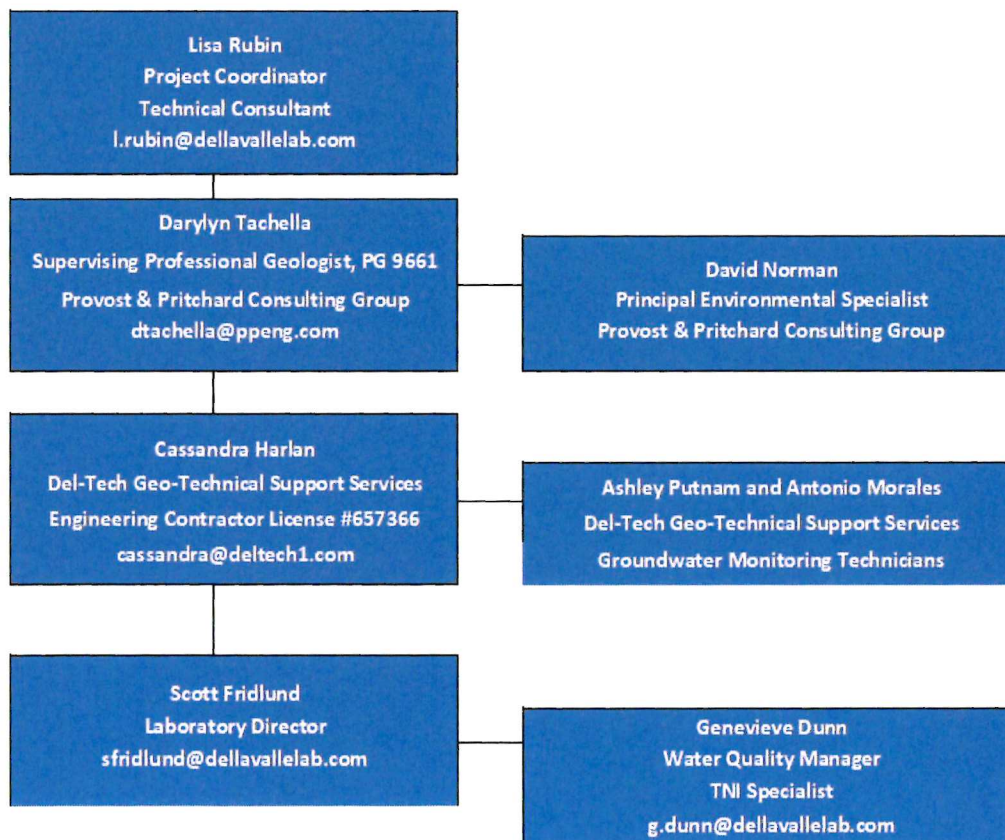 Lisa Rubin
Project Coordinator
Technical Consultant
l.rubin@dellavallelab.com
Darylyn Tachella
Supervising Professional Geologist, PG 9661
Provost & Pritchard Consulting Group
dtachella@ppeng.com
David Norman
Principal Environmental Specialist
Provost & Pritchard Consulting Group
Cassandra Harlan
Del-Tech Geo-Technical Support Services
Engineering Contractor License #657366
cassandra@deltech1.com
Ashley Putnam and Antonio Morales
Del-Tech Geo-Technical Support Services
Groundwater Monitoring Technicians
Scott Fridlund
Laboratory Director
sfridlund@dellavallelab.com
Genevieve Dunn
Water Quality Manager
TNI Specialist
g.dunn@dellavallelab.com